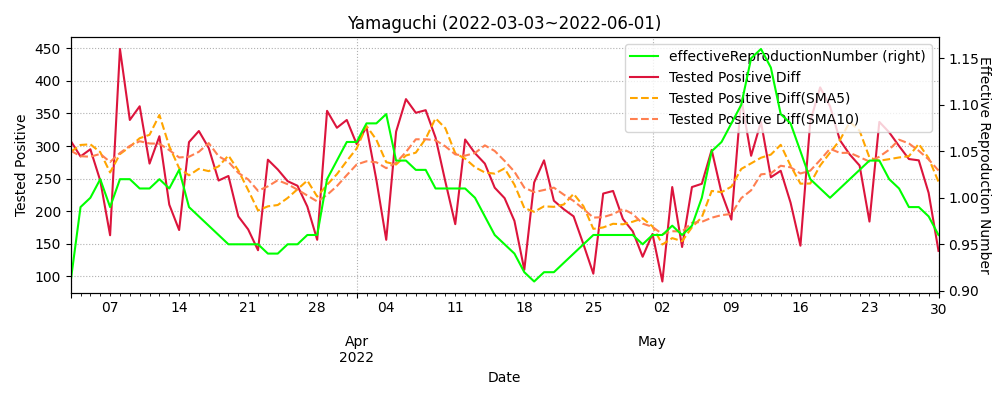 Yamaguchi (2022-03-03~2022-06-01)
effectiveReproductionNumber (right)
Tested Positive Diff
Tested Positive Diff(SMA5)
Tested Positive Diff(SMA10)
Tested Positive
450
400
350
300
250
200
150
100
Effective Reproduction Number
1.15
1.10
1.05
1.00
0.95
0.90
07 14 21 28 04 11 18 25 02 09 16 23 30
Apr May
2022
Date